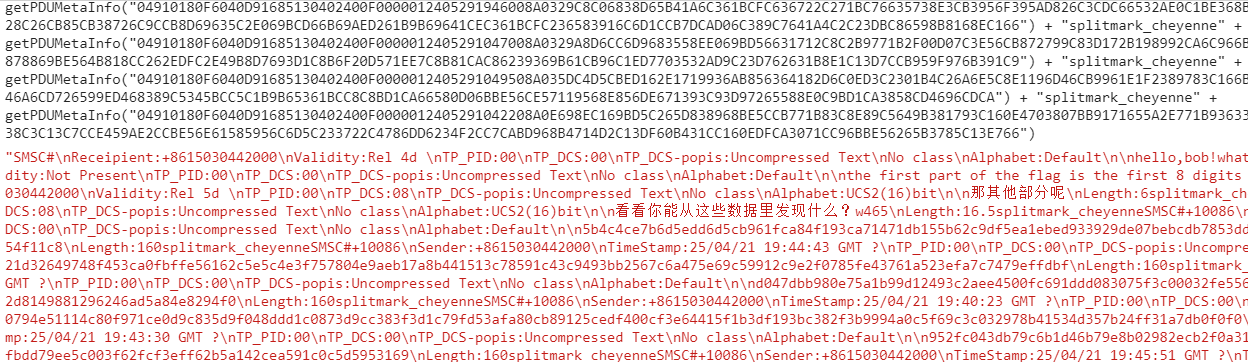 getPDUMetaInfo("04910180F6040D91685130402400F0000012405291946008A0329C8C06838D65B41A6C361BCFC636722C271BC76635738E3CB3956F395AD826C3CDC66532AE0C1BE368B
28C26CB85CB38726C9CCB8D69635C2E069BCD66B69AED261B9B69641CEC361BCFC236583916C6D1CCB7DCAD06C389C7641A4C2C23DBC86598B8168EC166") + "splitmark_cheyenne" +
getPDUMetaInfo("04910180F6040D91685130402400F0000012405291047008A0329A8D6CC6D9683558EE069BD56631712C8C2B9771B2F00D07C3E56CB872799C83D172B198992CA6C966B
878869BE564B818CC262EDFC2E49B8D7693D1C8B6F20D571EE7C8B81CAC86239369B61CB96C1ED7703532AD9C23D762631B8E1C13D7CCB959F976B391C9") + "splitmark_cheyenne" +
getPDUMetaInfo("04910180F6040D91685130402400F0000012405291049508A035DC4D5CBED162E1719936AB856364182D6C0ED3C2301B4C26A6E5C8E1196D46CB9961E1F2389783C166B
46A6CD726599ED468389C5345BCC5C1B9B65361BCC8C8BD1CA66580D06BBE56CE57119568E856DE671393C93D97265588E0C9BD1CA3858CD4696CDCA") + "splitmark_cheyenne" +
getPDUMetaInfo("04910180F6040D91685130402400F0000012405291042208A0E698EC169BD5C265D838968BE5CCB771B83C8E89C5649B381793C160E4703807BB9171655A2E771B93633
38C3C13C7CCE459AE2CCBE56E61585956C6D5C233722C4786DD6234F2CC7CABD968B4714D2C13DF60B431CC160EDFCA3071CC96BBE56265B3785C13E766")
"SMSC#\nReceipient:+8615030442000\nValidity:Rel 4d \nTP_PID:00\nTP_DCS:00\nTP_DCS-popis:Uncompressed Text\nNo class\nAlphabet:Default\n\nhello,bob!what
dity:Not Present\nTP_PID:00\nTP_DCS:00\nTP_DCS-popis:Uncompressed Text\nNo class\nAlphabet:Default\n\nthe first part of the flag is the first 8 digits
030442000\nValidity:Rel 5d \nTP_PID:00\nTP_DCS:08\nTP_DCS-popis:Uncompressed Text\nNo class\nAlphabet:UCS2(16)bit\n\n那其他部分呢\nLength:6splitmark_ch
DCS:08\nTP_DCS-popis:Uncompressed Text\nNo class\nAlphabet:UCS2(16)bit\n\n看看你能从这些数据里发现什么？w465\nLength:16.5splitmark_cheyenneSMSC#+10086\
DCS:00\nTP_DCS-popis:Uncompressed Text\nNo class\nAlphabet:Default\n\n5b4c4ce7b6d5edd6d5cb961fca84f193ca71471db155b62c9df5ea1ebed933929de07bebcdb7853dd
54f11c8\nLength:160splitmark_cheyenneSMSC#+10086\nSender:+8615030442000\nTimeStamp:25/04/21 19:44:43 GMT ?\nTP_PID:00\nTP_DCS:00\nTP_DCS-popis:Uncompre
21d32649748f453ca0fbffe56162c5e5c4e3f757804e9aeb17a8b441513c78591c43c9493bb2567c6a475e69c59912c9e2f0785fe43761a523efa7c7479effdbf\nLength:160splitmark_
GMT ?\nTP_PID:00\nTP_DCS:00\nTP_DCS-popis:Uncompressed Text\nNo class\nAlphabet:Default\n\nd047dbb980e75a1b99d12493c2aee4500fc691ddd083075f3c00032fe556
2d8149881296246ad5a84e8294f0\nLength:160splitmark_cheyenneSMSC#+10086\nSender:+8615030442000\nTimeStamp:25/04/21 19:40:23 GMT ?\nTP_PID:00\nTP_DCS:00\n
0794e51114c80f971ce0d9c835d9f048ddd1c0873d9cc383f3d1c79fd53afa80cb89125cedf400cf3e64415f1b3df193bc382f3b9994a0c5f69c3c032978b41534d357b24ff31a7db0f0f0\
mp:25/04/21 19:43:30 GMT ?\nTP_PID:00\nTP_DCS:00\nTP_DCS-popis:Uncompressed Text\nNo class\nAlphabet:Default\n\n952fc043db79c6b1d46b79e8b02982ecb2f0a31
fbdd79ee5c003f62fcf3eff62b5a142cea591c0c5d5953169\nLength:160splitmark_cheyenneSMSC#+10086\nSender:+8615030442000\nTimeStamp:25/04/21 19:45:51 GMT ?\nT